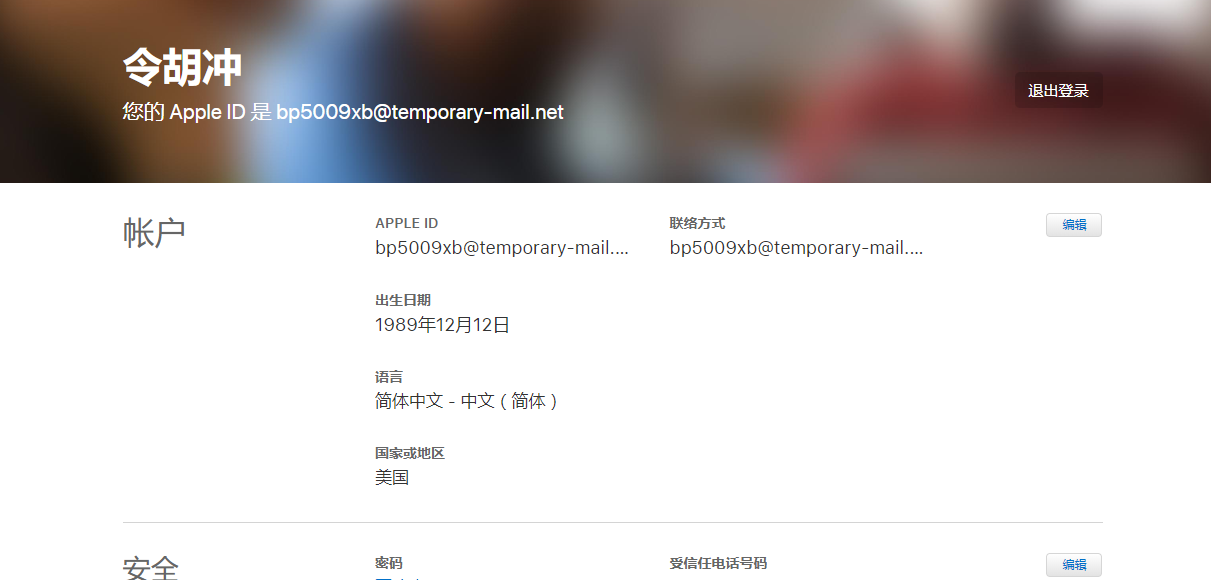 令胡冲
您的 Apple ID 是 bp5009xb@temporary-mail.net
退出登录
帐户
APPLE ID
bp5009xb@temporary-mail....
联络方式
bp5009xb@temporary-mail....
编辑
出生日期
1989年12月12日
语言
简体中文 - 中文 ( 简体 )
国家或地区
美国
安全
密码
受信任电话号码
编辑